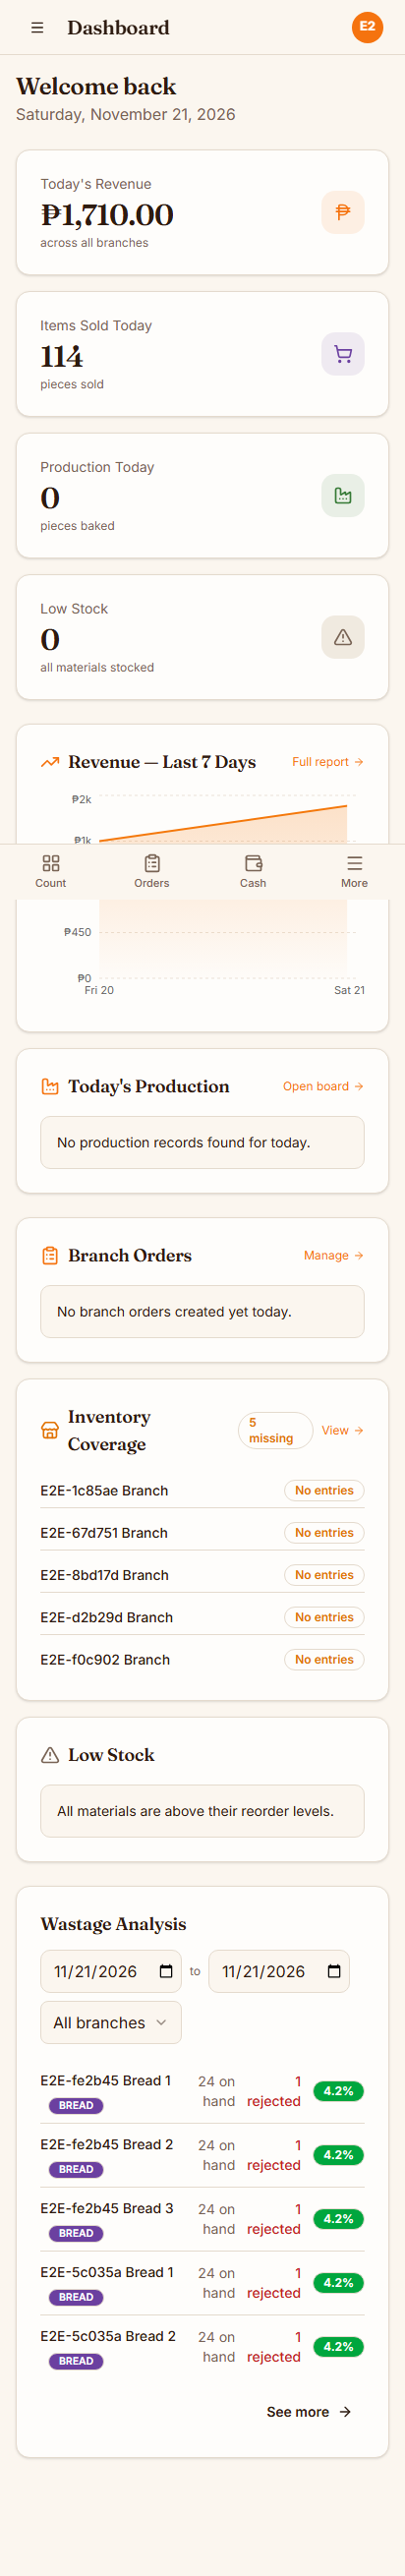 Dashboard
E2
Welcome back
Saturday, November 21, 2026
Today's Revenue
₱1,710.00
across all branches
₱
Items Sold Today
114
pieces sold
Production Today
0
pieces baked
Low Stock
0
all materials stocked
Revenue — Last 7 Days
Full report →
₱2k
₱1k
Count
Orders
Cash
More
₱450
₱0
Fri 20
Sat 21
Today's Production
Open board →
No production records found for today.
Branch Orders
Manage →
No branch orders created yet today.
Inventory
Coverage
5
missing
View →
E2E-1c85ae Branch
No entries
E2E-67d751 Branch
No entries
E2E-8bd17d Branch
No entries
E2E-d2b29d Branch
No entries
E2E-f0c902 Branch
No entries
Low Stock
All materials are above their reorder levels.
Wastage Analysis
11/21/2026 to 11/21/2026
All branches
E2E-fe2b45 Bread 1
BREAD
24 on
hand
1
rejected
4.2%
E2E-fe2b45 Bread 2
BREAD
24 on
hand
1
rejected
4.2%
E2E-fe2b45 Bread 3
BREAD
24 on
hand
1
rejected
4.2%
E2E-5c035a Bread 1
BREAD
24 on
hand
1
rejected
4.2%
E2E-5c035a Bread 2
BREAD
24 on
hand
1
rejected
4.2%
See more →